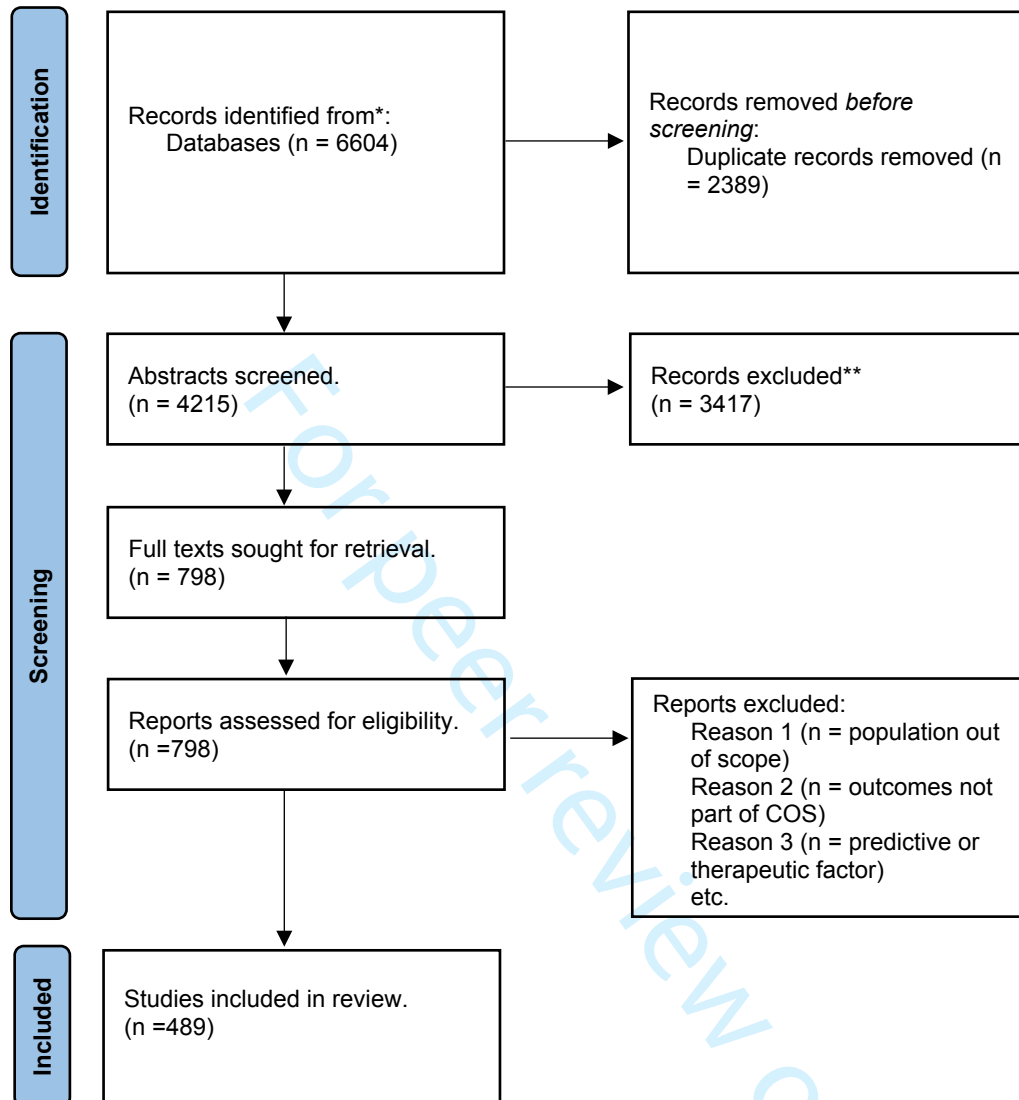 Identification
Records identified from*:
Databases (n = 6604)
Records removed before
screening:
Duplicate records removed (n
= 2389)
Screening
Abstracts screened.
(n = 4215)
Records excluded**
(n = 3417)
Full texts sought for retrieval.
(n = 798)
Reports assessed for eligibility.
(n =798)
Reports excluded:
Reason 1 (n = population out
of scope)
Reason 2 (n = outcomes not
part of COS)
Reason 3 (n = predictive or
therapeutic factor)
etc.
Included
Studies included in review.
(n =489)
For peer review